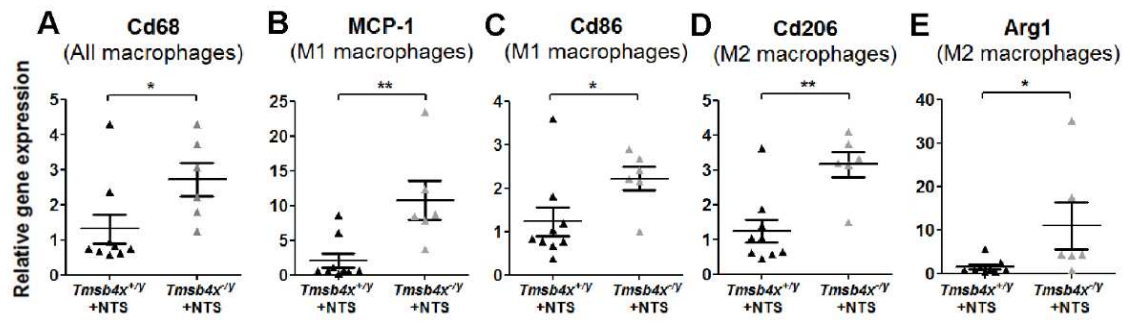 A Cd68 (All macrophages)
B MCP-1 (M1 macrophages)
C Cd86 (M1 macrophages)
D Cd206 (M2 macrophages)
E Arg1 (M2 macrophages)
* ** * ** *
Relative gene expression
5 4 3 2 1 0
25 20 15 10 5 0
4 3 2 1 0
5 4 3 2 1 0
40 30 20 10 0
Tmsb4x+/y +NTS Tmsb4x-/y +NTS
Tmsb4x+/y +NTS Tmsb4x-/y +NTS
Tmsb4x+/y +NTS Tmsb4x-/y +NTS
Tmsb4x+/y +NTS Tmsb4x-/y +NTS
Tmsb4x+/y +NTS Tmsb4x-/y +NTS